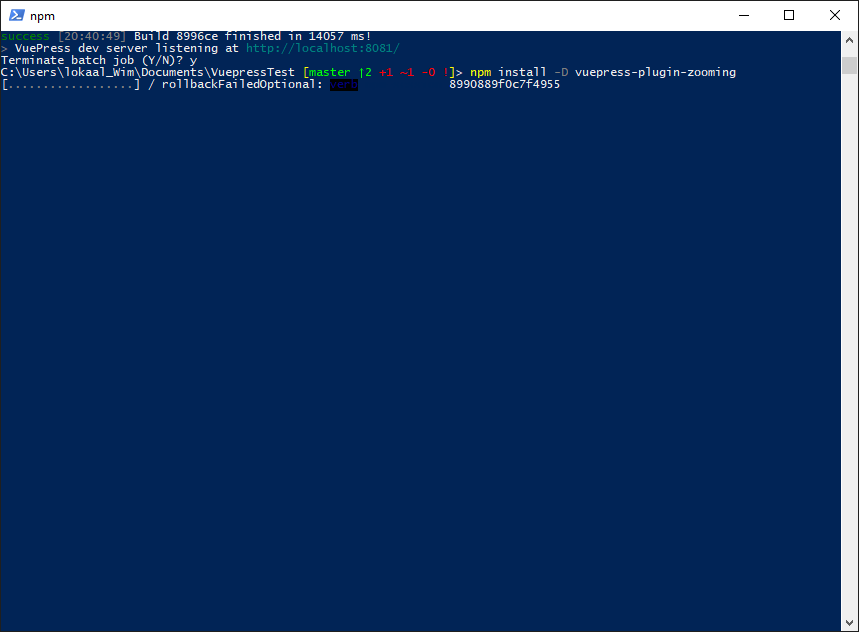 npm
success [20:40:49] Build 8996ce finished in 14057 ms!
> VuePress dev server listening at http://localhost:8081/
Terminate batch job (Y/N)? y
C:\Users\lokaal_Wim\Documents\VuepressTest [master ↑2 +1 ~1 -0 !]> npm install -D vuepress-plugin-zooming
[..................] / rollbackFailedOptional: verb 8990889f0c7f4955